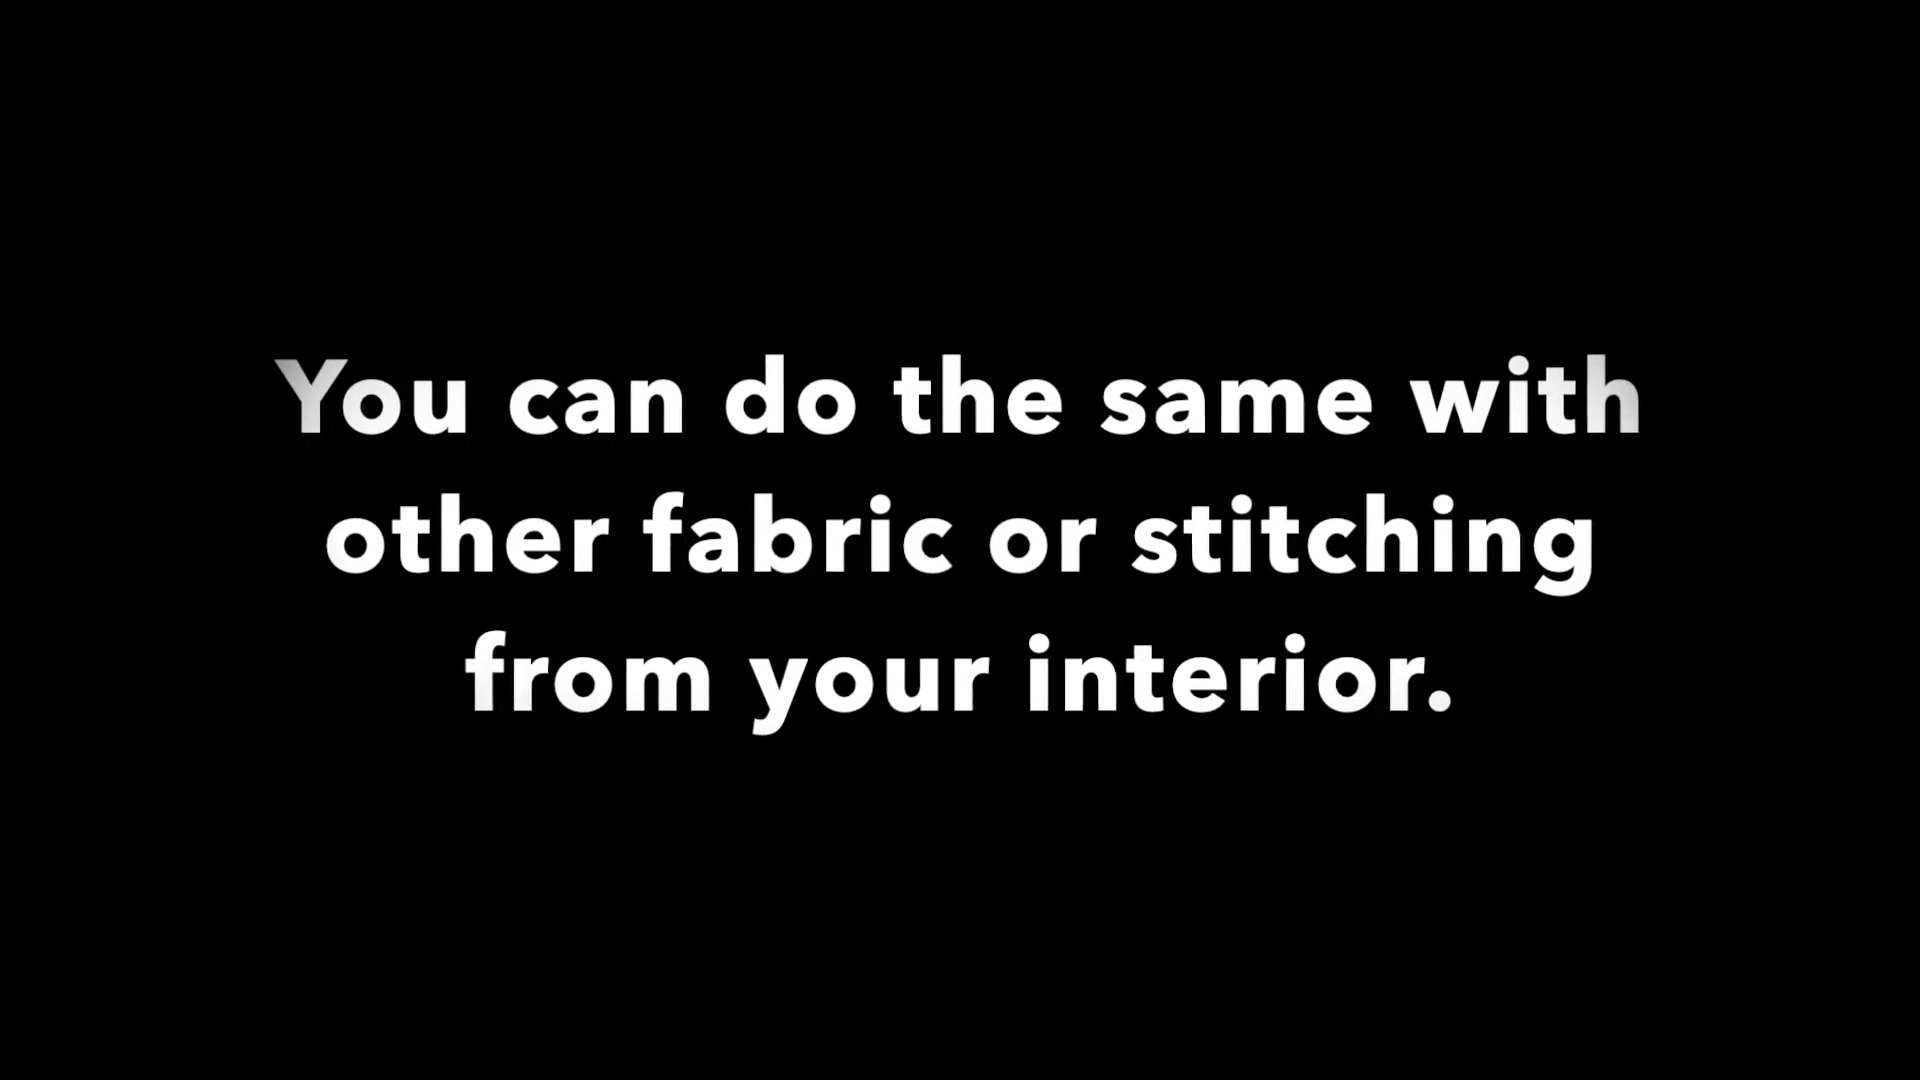 You can do the same with
other fabric or stitching
from your interior.